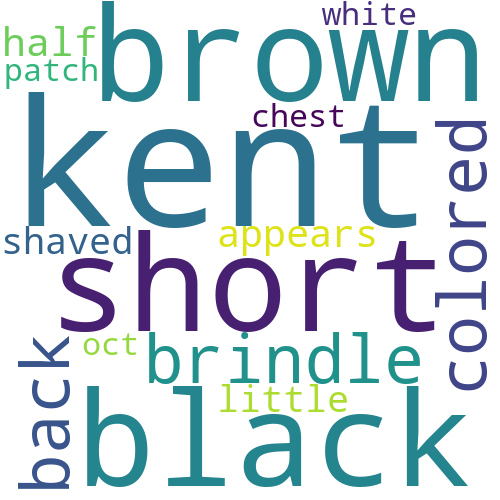 white
half
brown
patch
chest
kent
colored
shaved
appears
short
oct
brindle
back
little
black